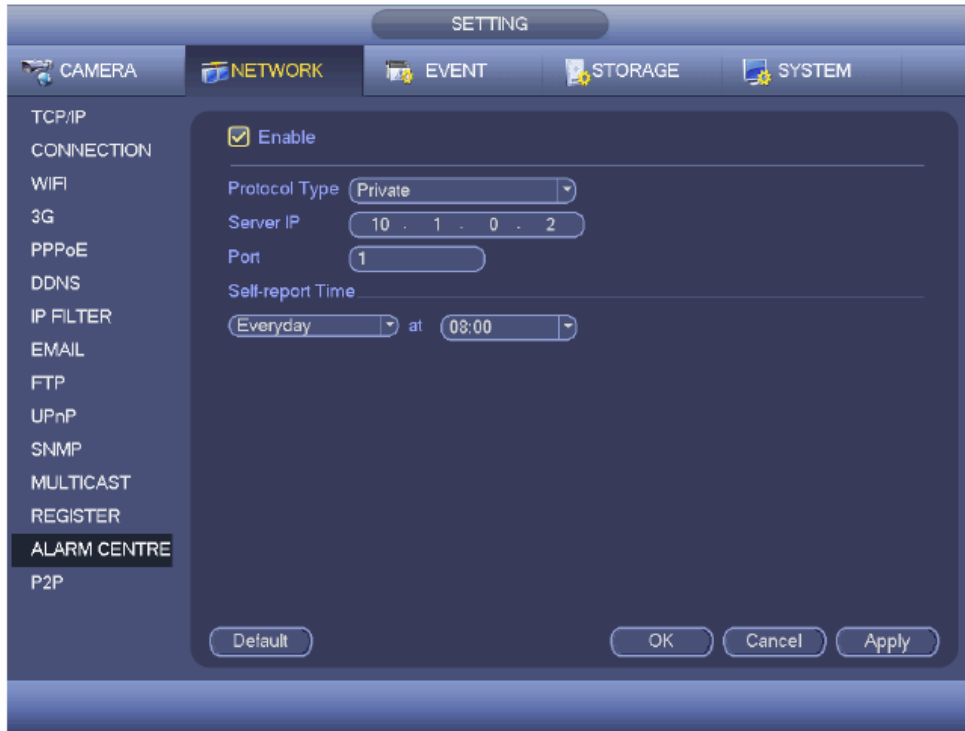 SETTING
CAMERA NETWORK EVENT STORAGE SYSTEM
TCP/IP
CONNECTION
WIFI
3G
PPPoE
DDNS
IP FILTER
EMAIL
FTP
UPnP
SNMP
MULTICAST
REGISTER
ALARM CENTRE
P2P
Enable
Protocol Type Private
Server IP 10 . 1 . 0 . 2
Port 1
Self-report Time
Everyday at 08:00
Default OK Cancel Apply